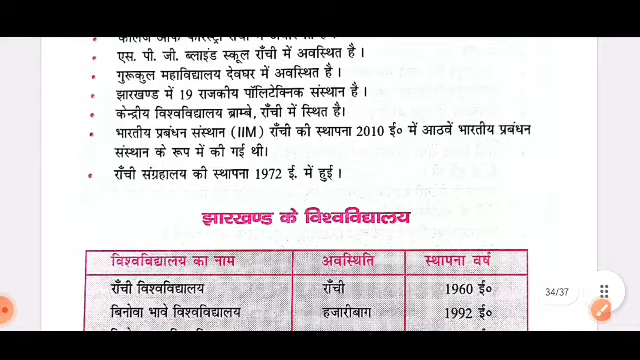 कॉलेज ऑफ फॉरेस्ट्री राँची में अवस्थित है।
एस. पी. जी. ब्लाइंड स्कूल राँची में अवस्थित है।
गुरूकुल महाविद्यालय देवघर में अवस्थित है।
झारखण्ड में 19 राजकीय पॉलिटेक्निक संस्थान है।
केन्द्रीय विश्वविद्यालय ब्राम्बे, राँची में स्थित है।
भारतीय प्रबंधन संस्थान (IIM) राँची की स्थापना 2010 ई० में आठवें भारतीय प्रबंधन
संस्थान के रूप में की गई थी।
राँची संग्रहालय की स्थापना 1972 ई. में हुई।
झारखण्ड के विश्वविद्यालय
विश्वविद्यालय का नाम अवस्थिति स्थापना वर्ष
राँची विश्वविद्यालय राँची 1960 ई०
34/37
बिनोवा भावे विश्वविद्यालय हजारीबाग 1992 ई०